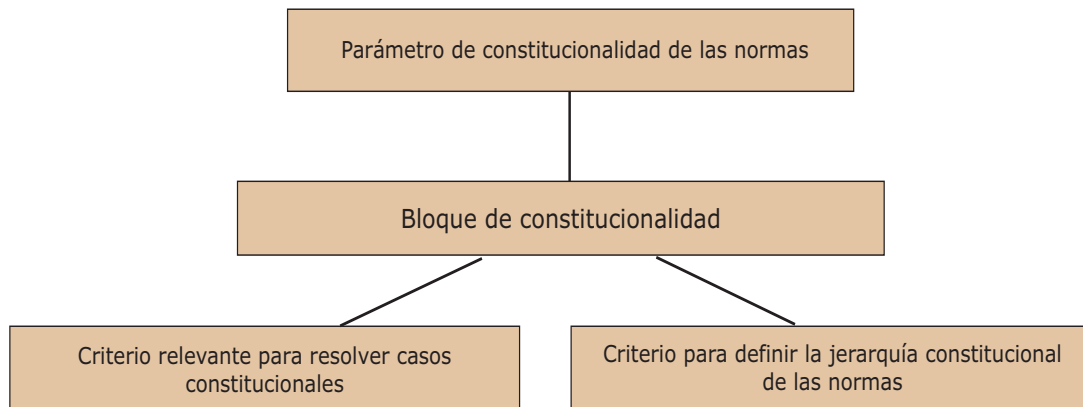 Parámetro de constitucionalidad de las normas
Bloque de constitucionalidad
Criterio relevante para resolver casos
constitucionales
Criterio para definir la jerarquía constitucional
de las normas